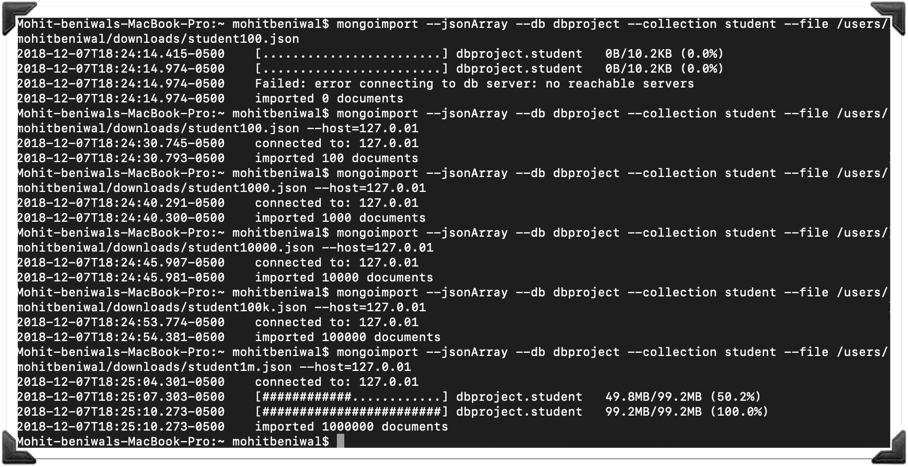 Mohit-beniwals-MacBook-Pro:~ mohitbeniwal$ mongoimport --jsonArray --db dbproject --collection student --file /users/
mohitbeniwal/downloads/student100.json
2018-12-07T18:24:14.415-0500    [........................] dbproject.student   0B/10.2KB (0.0%)
2018-12-07T18:24:14.974-0500    [........................] dbproject.student   0B/10.2KB (0.0%)
2018-12-07T18:24:14.974-0500    Failed: error connecting to db server: no reachable servers
2018-12-07T18:24:14.974-0500    imported 0 documents
Mohit-beniwals-MacBook-Pro:~ mohitbeniwal$ mongoimport --jsonArray --db dbproject --collection student --file /users/
mohitbeniwal/downloads/student100.json --host=127.0.01
2018-12-07T18:24:30.745-0500    connected to: 127.0.01
2018-12-07T18:24:30.793-0500    imported 100 documents
Mohit-beniwals-MacBook-Pro:~ mohitbeniwal$ mongoimport --jsonArray --db dbproject --collection student --file /users/
mohitbeniwal/downloads/student1000.json --host=127.0.01
2018-12-07T18:24:40.291-0500    connected to: 127.0.01
2018-12-07T18:24:40.300-0500    imported 1000 documents
Mohit-beniwals-MacBook-Pro:~ mohitbeniwal$ mongoimport --jsonArray --db dbproject --collection student --file /users/
mohitbeniwal/downloads/student10000.json --host=127.0.01
2018-12-07T18:24:45.907-0500    connected to: 127.0.01
2018-12-07T18:24:45.981-0500    imported 10000 documents
Mohit-beniwals-MacBook-Pro:~ mohitbeniwal$ mongoimport --jsonArray --db dbproject --collection student --file /users/
mohitbeniwal/downloads/student100k.json --host=127.0.01
2018-12-07T18:24:53.774-0500    connected to: 127.0.01
2018-12-07T18:24:54.381-0500    imported 100000 documents
Mohit-beniwals-MacBook-Pro:~ mohitbeniwal$ mongoimport --jsonArray --db dbproject --collection student --file /users/
mohitbeniwal/downloads/student1m.json --host=127.0.01
2018-12-07T18:25:04.301-0500    connected to: 127.0.01
2018-12-07T18:25:07.303-0500    [############............] dbproject.student   49.8MB/99.2MB (50.2%)
2018-12-07T18:25:10.273-0500    [########################] dbproject.student   99.2MB/99.2MB (100.0%)
2018-12-07T18:25:10.273-0500    imported 1000000 documents
Mohit-beniwals-MacBook-Pro:~ mohitbeniwal$